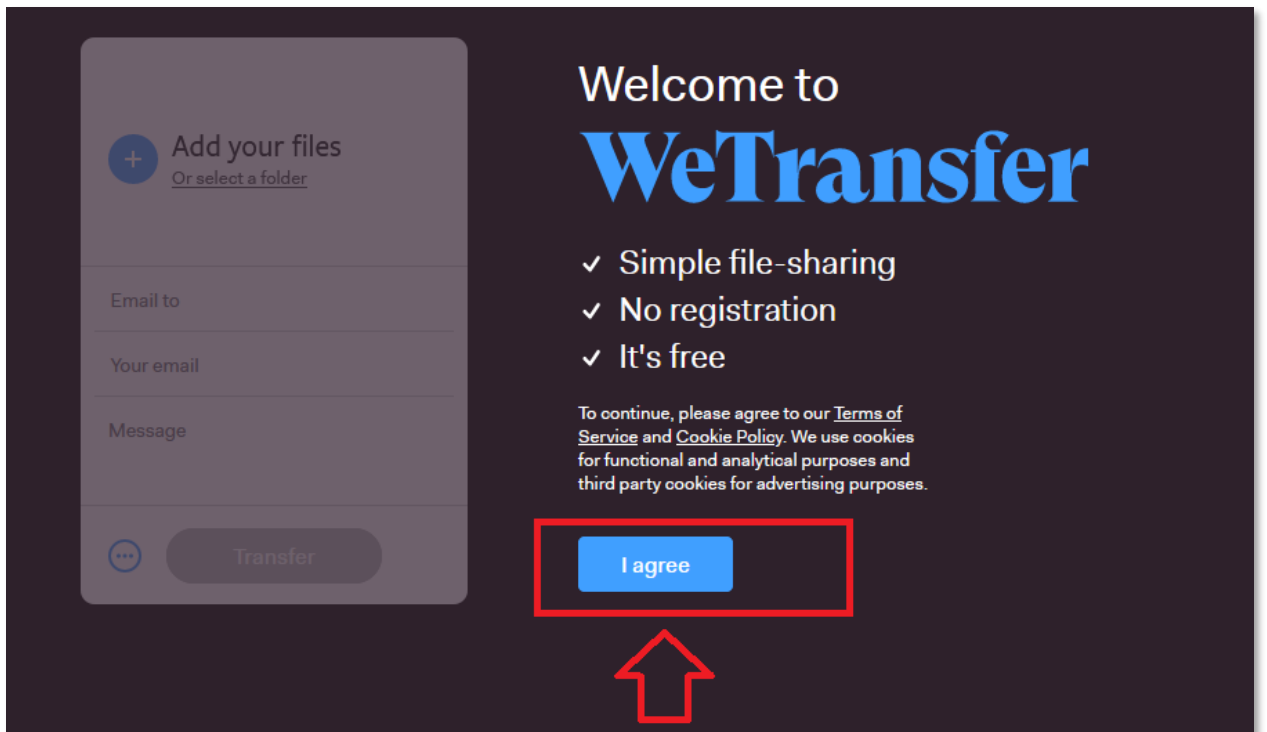 Add your files
Or select a folder
Email to
Your email
Message
Transfer
Welcome to
WeTransfer
Simple file-sharing
No registration
It's free
To continue, please agree to our Terms of
Service and Cookie Policy. We use cookies
for functional and analytical purposes and
third party cookies for advertising purposes.
I agree